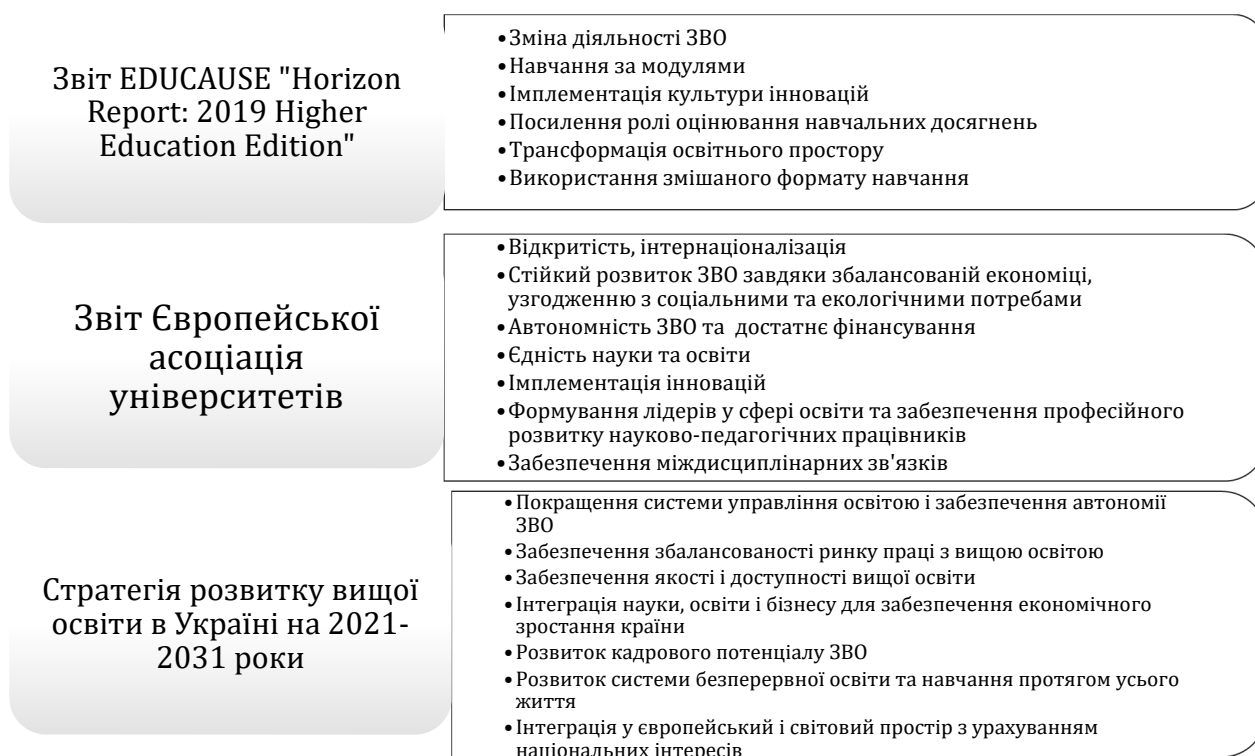 Звіт EDUCAUSE "Horizon
Report: 2019 Higher
Education Edition"
•Зміна діяльності ЗВО
•Навчання за модулями
•Імплементація культури інновацій
•Посилення ролі оцінювання навчальних досягнень
•Трансформація освітнього простору
•Використання змішаного формату навчання
Звіт Європейської
асоціація
університетів
•Відкритість, інтернаціоналізація
•Стійкий розвиток ЗВО завдяки збалансованій економіці,
узгодженню з соціальними та екологічними потребами
•Автономність ЗВО та  достатнє фінансування
•Єдність науки та освіти
•Імплементація інновацій
•Формування лідерів у сфері освіти та забезпечення професійного
розвитку науково-педагогічних працівників
•Забезпечення міждисциплінарних зв'язків
Стратегія розвитку вищої
освіти в Україні на 2021-
2031 роки
•Покращення системи управління освітою і забезпечення автономії
ЗВО
•Забезпечення збалансованості ринку праці з вищою освітою
•Забезпечення якості і доступності вищої освіти
•Інтеграція науки, освіти і бізнесу для забезпечення економічного
зростання країни
•Розвиток кадрового потенціалу ЗВО
•Розвиток системи безперервної освіти та навчання протягом усього
життя
•Інтеграція у європейський і світовий простір з урахуванням
національних інтересів